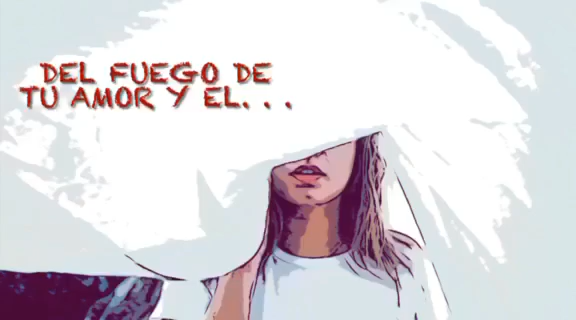 DEL FUEGO DE
TU AMOR Y EL. . .